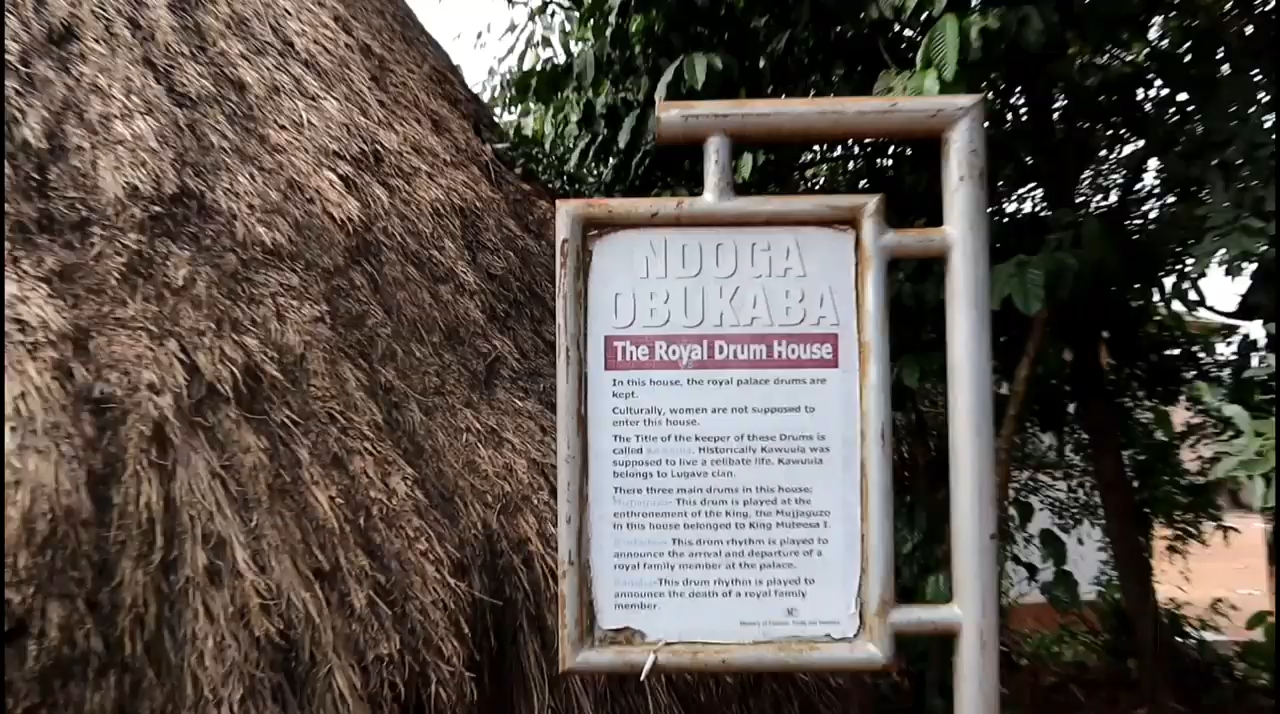 NDOGA
OBUKABA
The Royal Drum House
In this house, the royal palace drums are
kept.
Culturally, women are not supposed to
enter this house.
The Title of the keeper of these Drums is
called Kawuula. Historically Kawuula was
supposed to live a celibate life. Kawuula
belongs to Lugave clan.
There three main drums in this house;
This drum is played at the
enthronement of the King, the Mujjaguzo
in this house belonged to King Muteesa I.
This drum rhythm is played to
announce the arrival and departure of a
royal family member at the palace.
-This drum rhythm is played to
announce the death of a royal family
member.